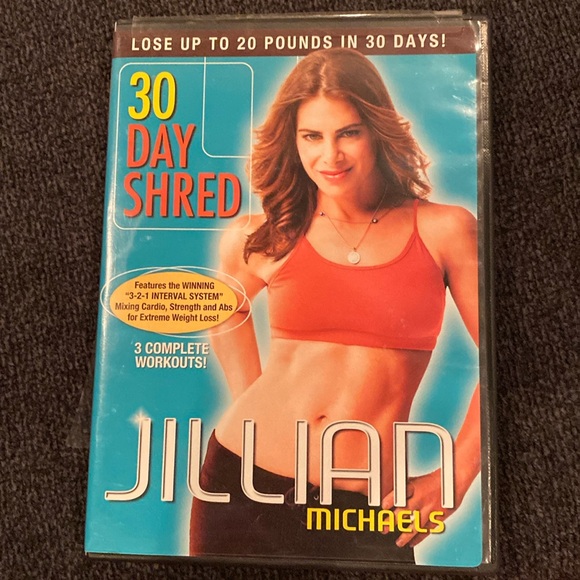 LOSE UP TO 20 POUNDS IN 30 DAYS!
30
DAY
SHRED
Features the WINNING
"3-2-1 INTERVAL SYSTEM"
Mixing Cardio, Strength and Abs
for Extreme Weight Loss!
3 COMPLETE
WORKOUTS!
JILLIAN
MICHAELS